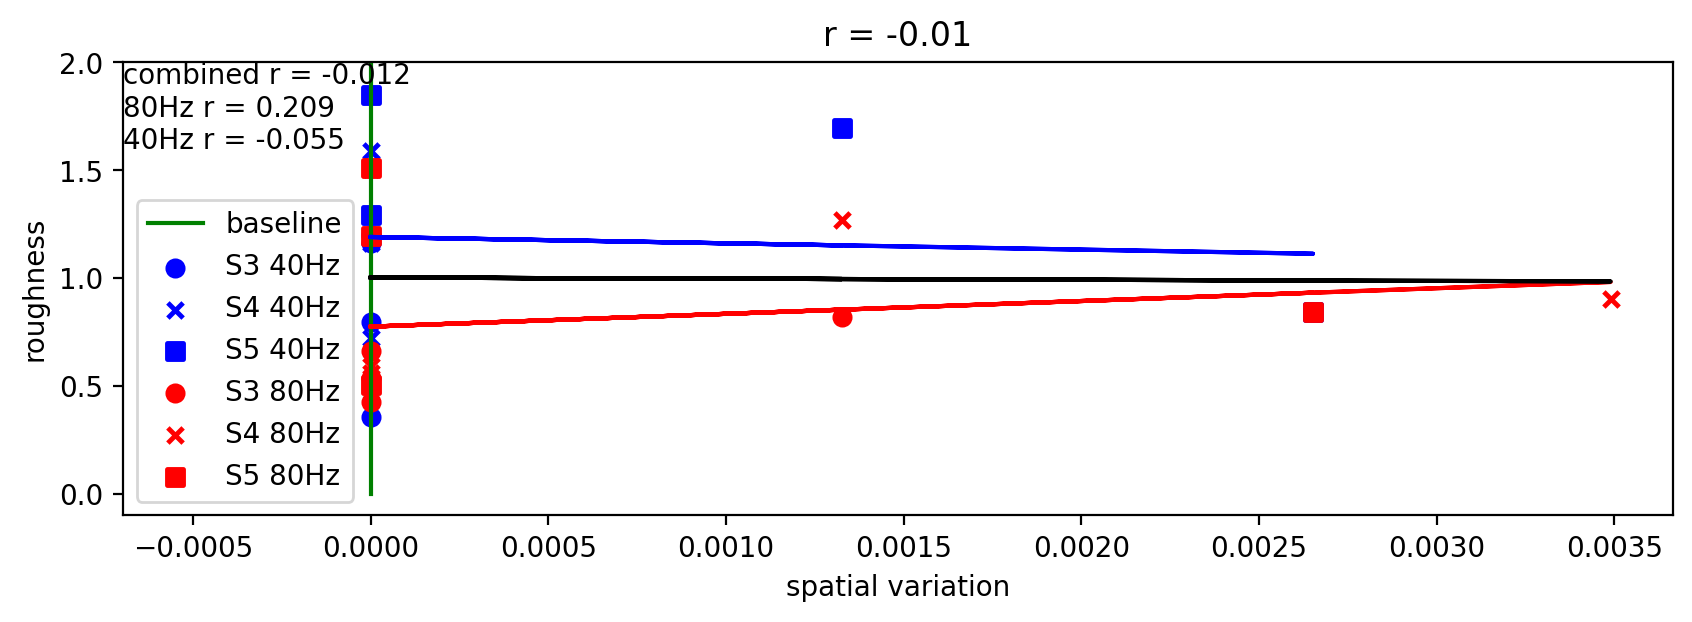 r = -0.01
combined r = -0.012
80Hz r = 0.209
40Hz r = -0.055
2.0
1.5
1.0
0.5
0.0
roughness
baseline
S3 40Hz
S4 40Hz
S5 40Hz
S3 80Hz
S4 80Hz
S5 80Hz
−0.0005 0.0000 0.0005 0.0010 0.0015 0.0020 0.0025 0.0030 0.0035
spatial variation